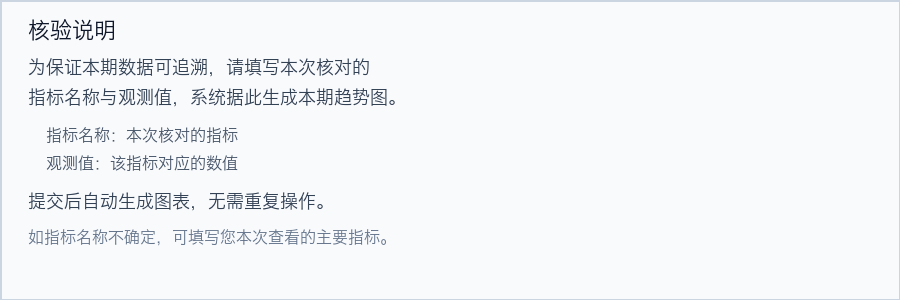 核验说明
为保证本期数据可追溯，请填写本次核对的
指标名称与观测值，系统据此生成本期趋势图。
指标名称：本次核对的指标
观测值：该指标对应的数值
提交后自动生成图表，无需重复操作。
如指标名称不确定，可填写您本次查看的主要指标。